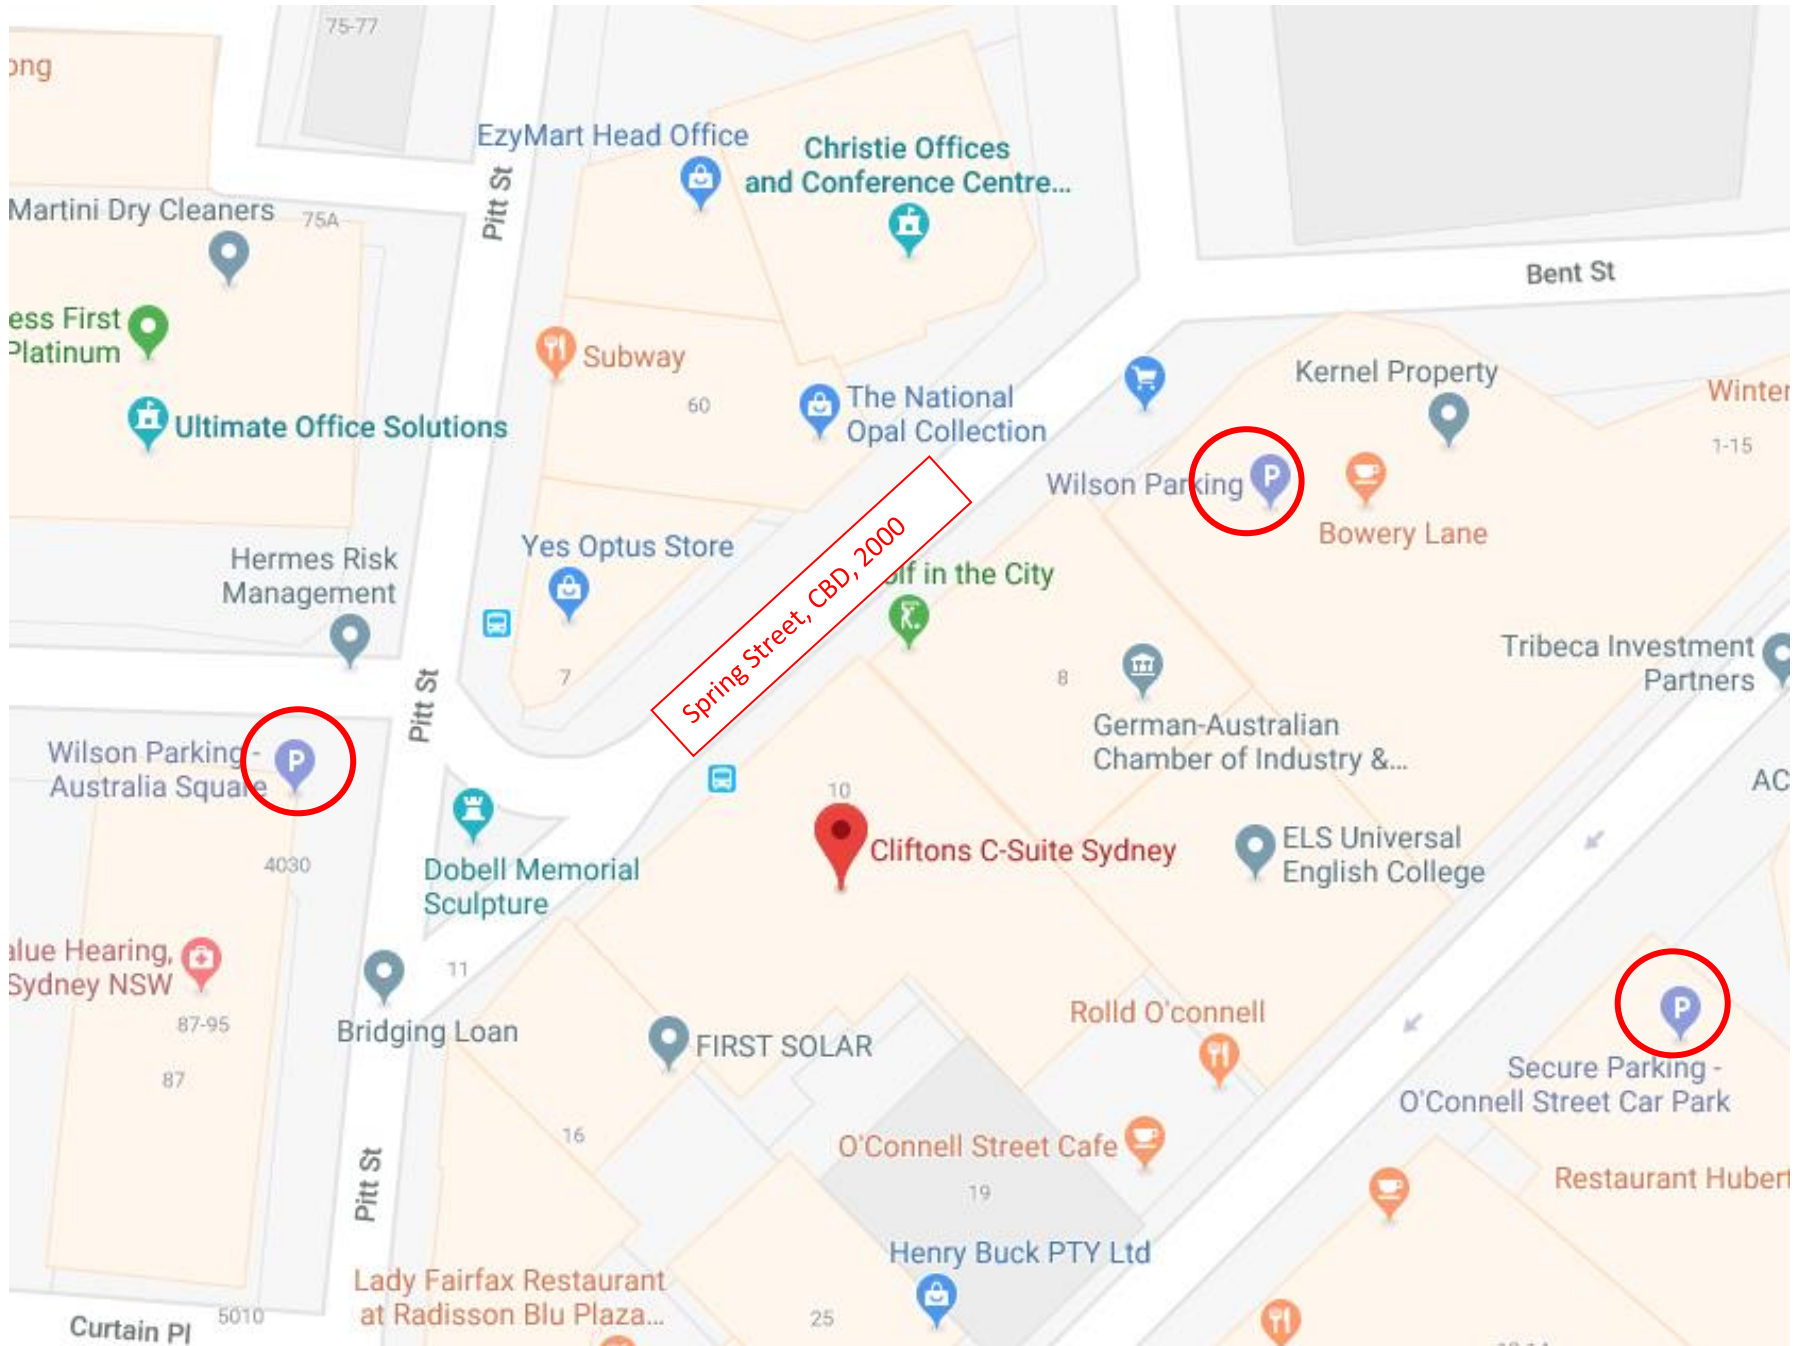 75-77
ong
EzyMart Head Office
Christie Offices
and Conference Centre...
Pitt St
Martini Dry Cleaners
75A
Bent St
ess First
Platinum
Subway
Kernel Property
The National
Opal Collection
Winter
60
Ultimate Office Solutions
1-15
Wilson Parking
P
Bowery Lane
Yes Optus Store
Spring Street, CBD, 2000
Hermes Risk
Management
olf in the City
Tribeca Investment
Partners
7
8
Pitt St
German-Australian
Chamber of Industry &...
Wilson Parking -
Australia Square
P
AC
10
Cliftons C-Suite Sydney
ELS Universal
English College
4030
Dobell Memorial
Sculpture
alue Hearing,
Sydney NSW
11
87-95
Bridging Loan
FIRST SOLAR
Rolld O'connell
P
Secure Parking -
O'Connell Street Car Park
87
16
O'Connell Street Cafe
Pitt St
19
Restaurant Hubert
Henry Buck PTY Ltd
Lady Fairfax Restaurant
at Radisson Blu Plaza...
5010
25
Curtain Pl